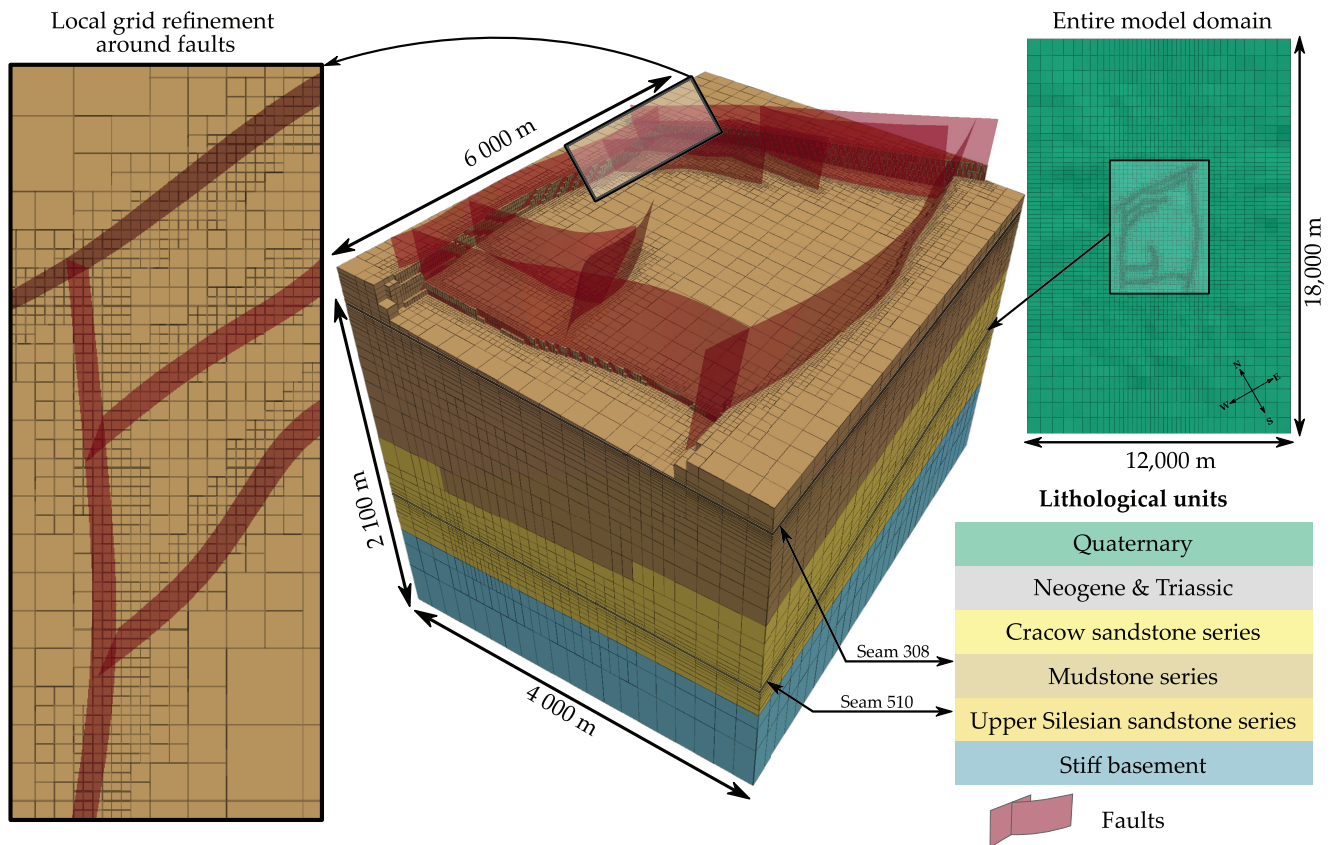 Local grid refinement
around faults
Entire model domain
6 000 m
18,000 m
N
E
W
S
12,000 m
2 100 m
4 000 m
Lithological units
Quaternary
Neogene & Triassic
Cracow sandstone series
Seam 308
Mudstone series
Seam 510
Upper Silesian sandstone series
Stiff basement
Faults